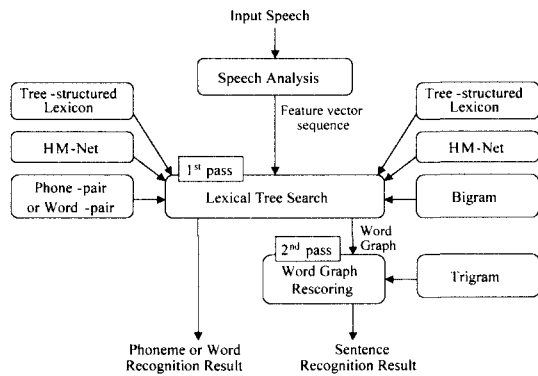 Input Speech
Speech Analysis
Tree -structured
Lexicon
Feature vector
sequence
Tree -structured
Lexicon
HM-Net
HM-Net
1st pass
Phone -pair
or Word -pair
Lexical Tree Search
Bigram
Word
Graph
2nd pass
Word Graph
Rescoring
Trigram
Phoneme or Word
Recognition Result
Sentence
Recognition Result